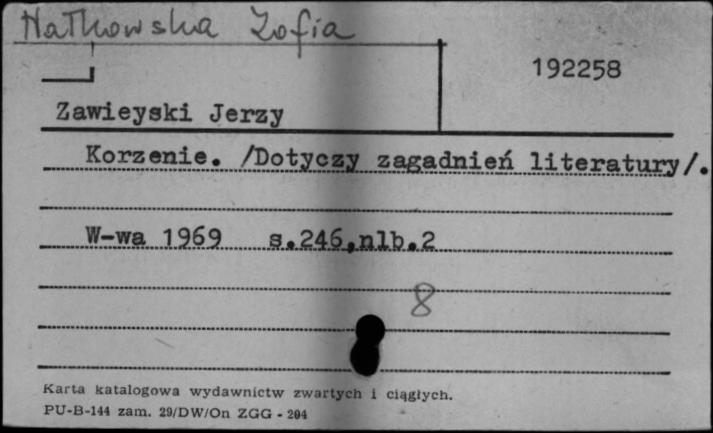 Nałkowska Zofia
192258
Zawieyski Jerzy
Korzenie. /Dotyczy zagadnień literatury/.
W-wa 1969 s.246,nlb.2
8
Karta katalogowa wydawnictw zwartych i ciągłych.
PU-B-144 zam. 29/DW/On ZGG - 204